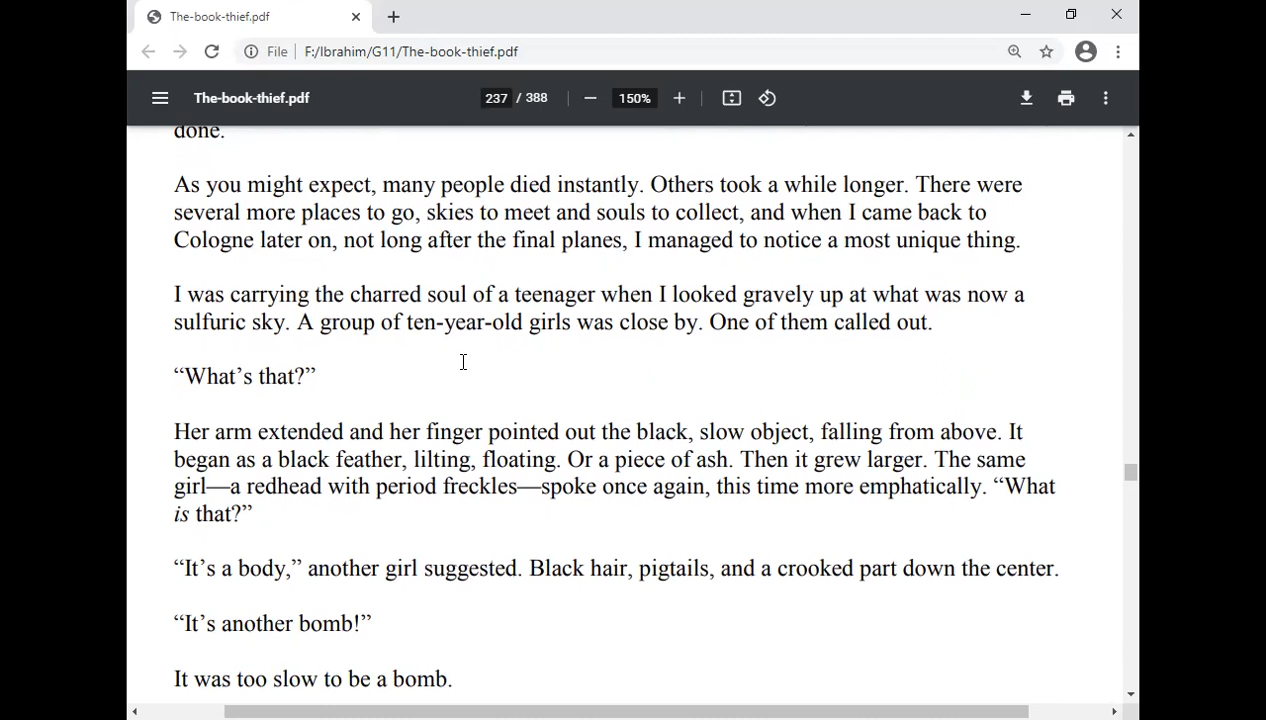 The-book-thief.pdf
File F:/Ibrahim/G11/The-book-thief.pdf
The-book-thief.pdf 237 / 388 150%
done.
As you might expect, many people died instantly. Others took a while longer. There were
several more places to go, skies to meet and souls to collect, and when I came back to
Cologne later on, not long after the final planes, I managed to notice a most unique thing.
I was carrying the charred soul of a teenager when I looked gravely up at what was now a
sulfuric sky. A group of ten-year-old girls was close by. One of them called out.
“What’s that?”
Her arm extended and her finger pointed out the black, slow object, falling from above. It
began as a black feather, lilting, floating. Or a piece of ash. Then it grew larger. The same
girl—a redhead with period freckles—spoke once again, this time more emphatically. “What
is that?”
“It’s a body,” another girl suggested. Black hair, pigtails, and a crooked part down the center.
“It’s another bomb!”
It was too slow to be a bomb.